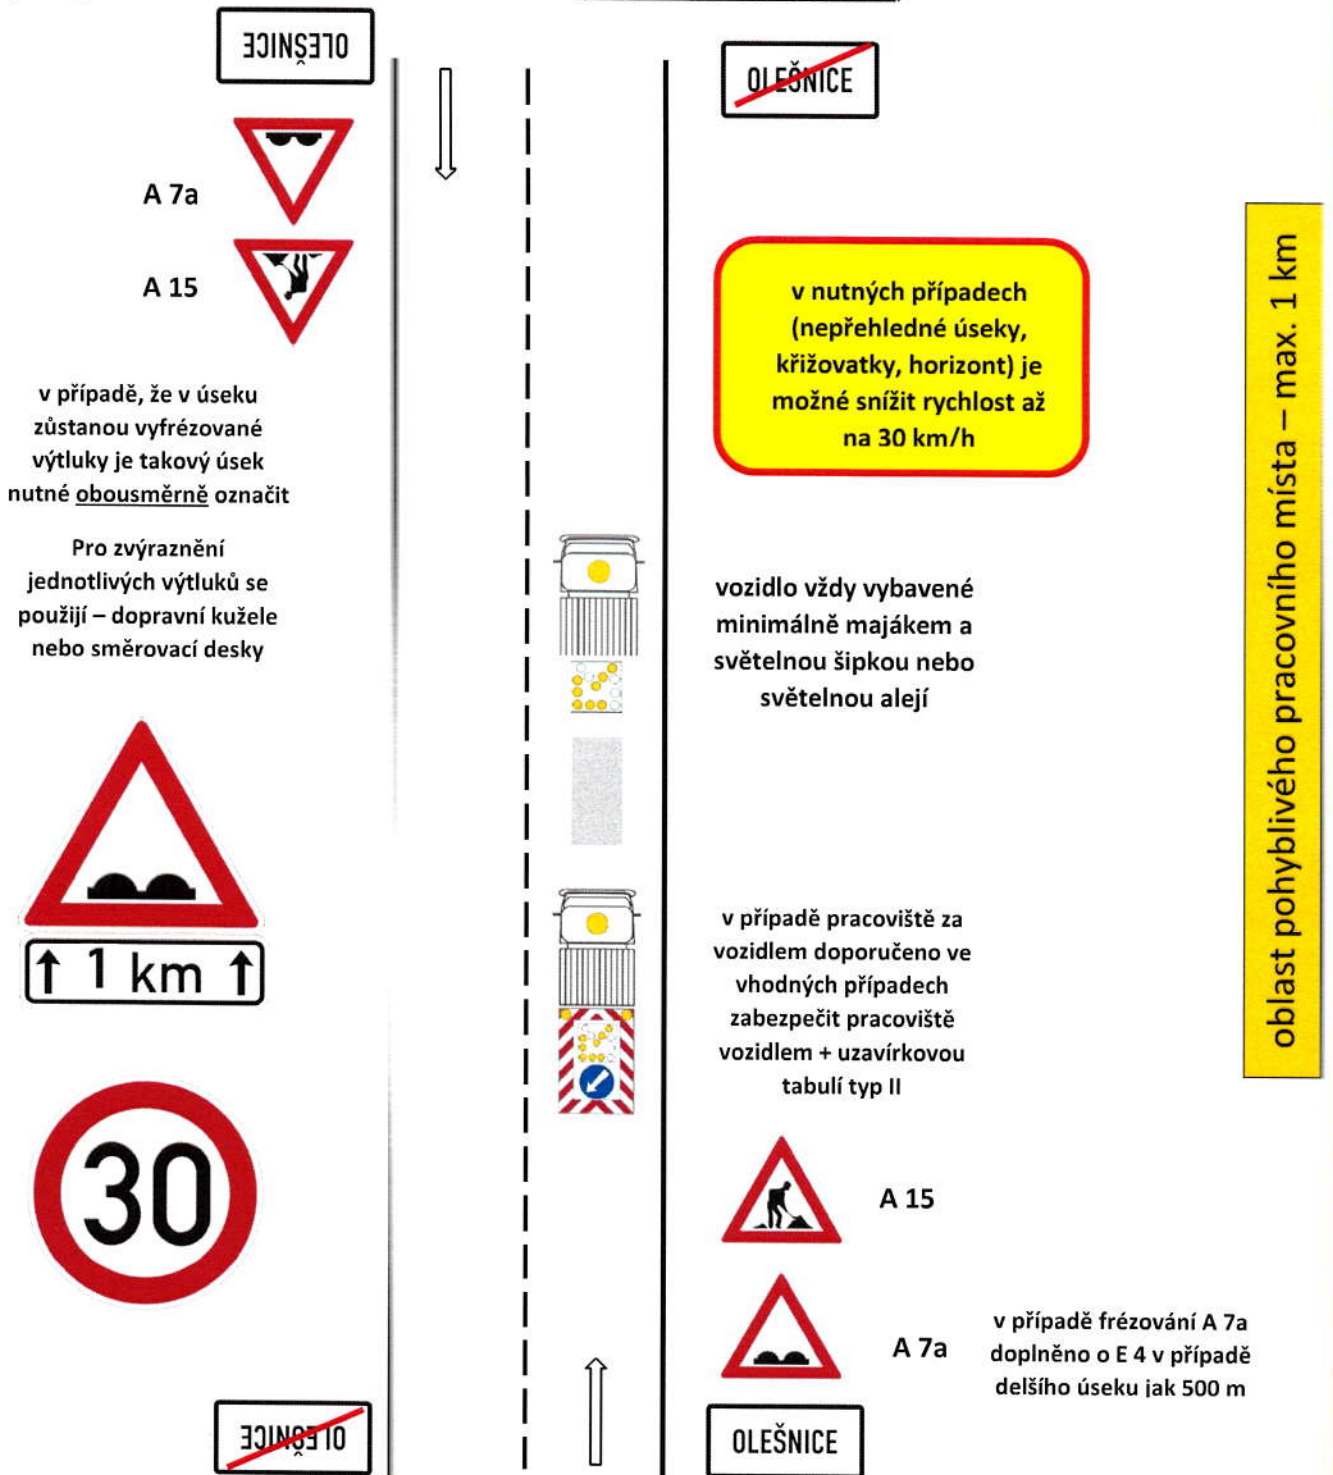 OLEŠNICE
OLEŠNICE
A 7a
A 15
v nutných případech
(nepřehledné úseky,
křižovatky, horizont) je
možné snížit rychlost až
na 30 km/h
v případě, že v úseku
zůstanou vyfrézované
výtluky je takový úsek
nutné obousměrně označit
Pro zvýraznění
jednotlivých výtluků se
použijí – dopravní kužele
nebo směrovací desky
vozidlo vždy vybavené
minimálně majákem a
světelnou šipkou nebo
světelnou alejí
oblast pohyblivého pracovního místa – max. 1 km
↑ 1 km ↑
v případě pracoviště za
vozidlem doporučeno ve
vhodných případech
zabezpečit pracoviště
vozidlem + uzavírkovou
tabulí typ II
30
A 15
A 7a
v případě frézování A 7a
doplněno o E 4 v případě
delšího úseku jak 500 m
OLEŠNICE
OLEŠNICE